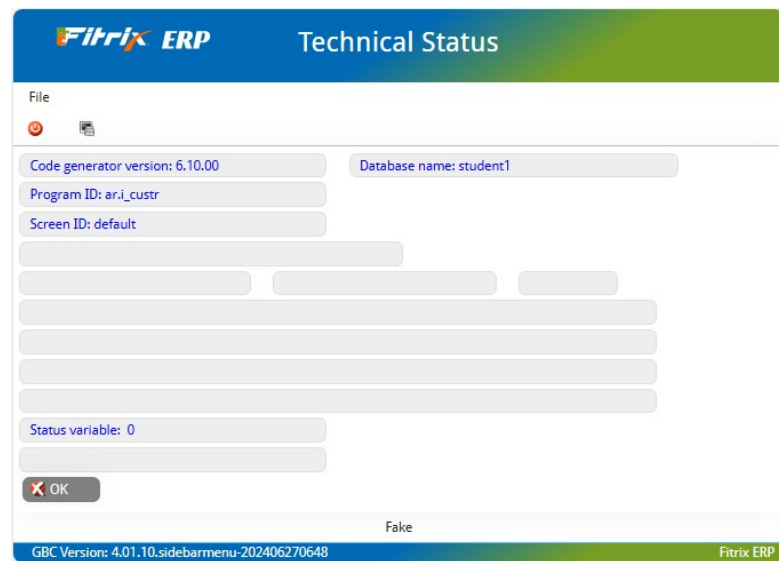 Fitrix ERP Technical Status
File
Code generator version: 6.10.00 Database name: student1
Program ID: ar.i_custr
Screen ID: default
Status variable: 0
OK
Fake
GBC Version: 4.01.10.sidebarmenu-202406270648 Fitrix ERP